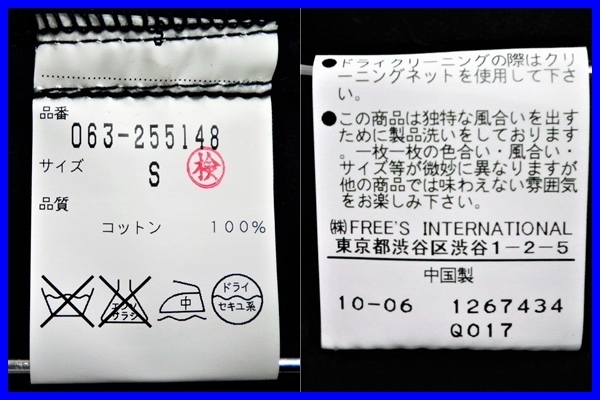 S
品番
063-255148
サイズ
S
検
品質
コットン 100%
エンソ
サラシ
中
ドライ
セキユ系
●ドライクリーニングの際はクリ
ーニングネットを使用して下さ
い。
●この商品は独特な風合いを出す
ために製品洗いをしております
。一枚一枚の色合い・風合い・
サイズ等が微妙に異なりますが
他の商品では味わえない雰囲気
をお楽しみ下さい。
㈱FREE'S INTERNATIONAL
東京都渋谷区渋谷1-2-5
中国製
10-06 1267434
Q017